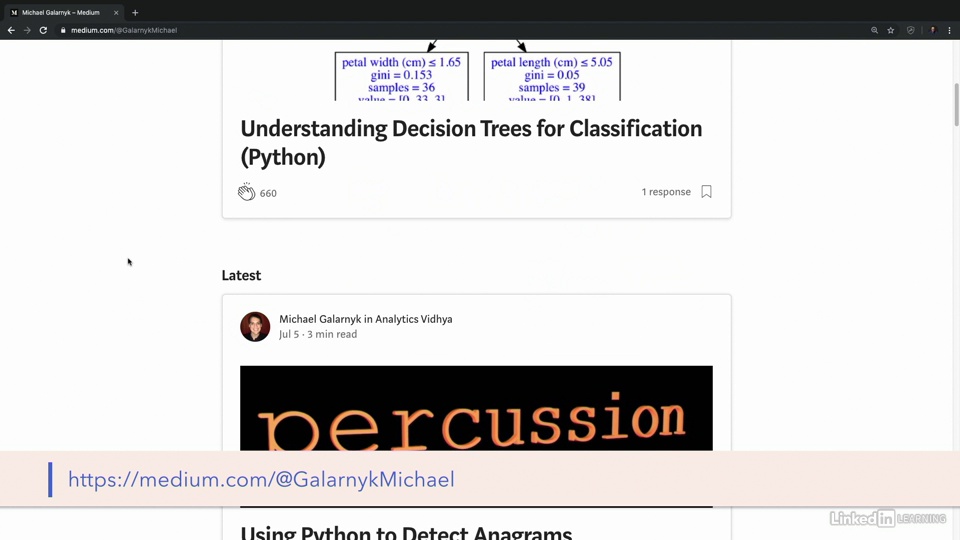 Michael Galarnyk – Medium
medium.com/@GalarnykMichael
petal width (cm) ≤ 1.65
gini = 0.153
samples = 36
value = [0, 33, 3]
petal length (cm) ≤ 5.05
gini = 0.05
samples = 39
value = [0, 1, 38]
Understanding Decision Trees for Classification
(Python)
660
1 response
Latest
Michael Galarnyk in Analytics Vidhya
Jul 5 · 3 min read
percussion
https://medium.com/@GalarnykMichael
LinkedIn LEARNING
Using Python to Detect Anagrams